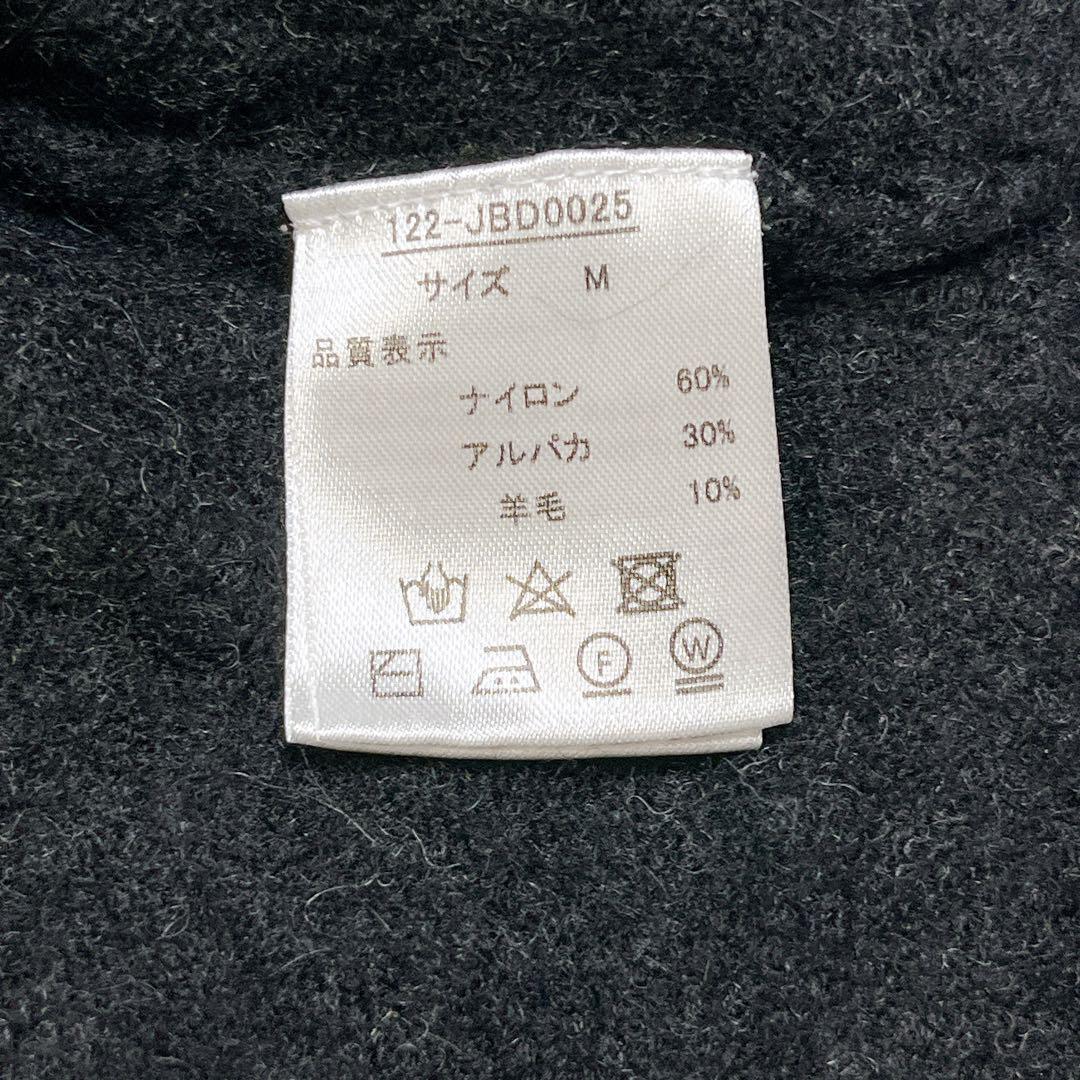 122-JBD0025
サイズ M
品質表示
ナイロン 60%
アルパカ 30%
羊毛 10%
F W